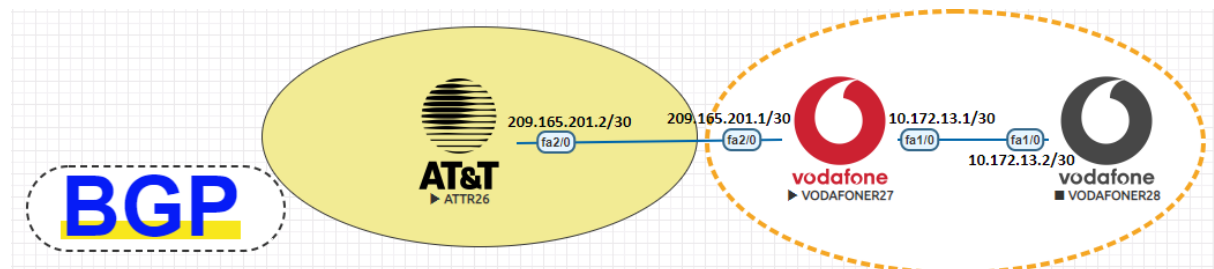 BGP
AT&T
▶ ATTR26
209.165.201.2/30
fa2/0
209.165.201.1/30
fa2/0
vodafone
▶ VODAFONER27
10.172.13.1/30
fa1/0
fa1/0
10.172.13.2/30
vodafone
■ VODAFONER28